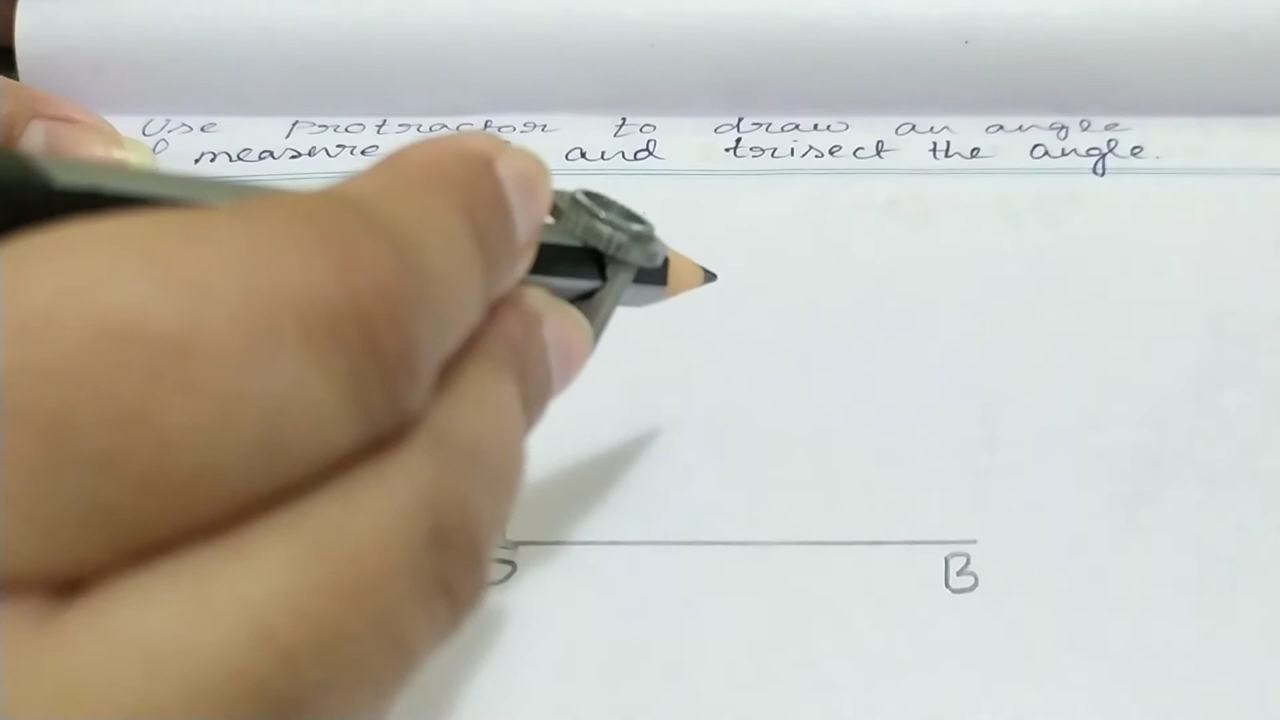 Use protractor to draw an angle
measure and trisect the angle.
B